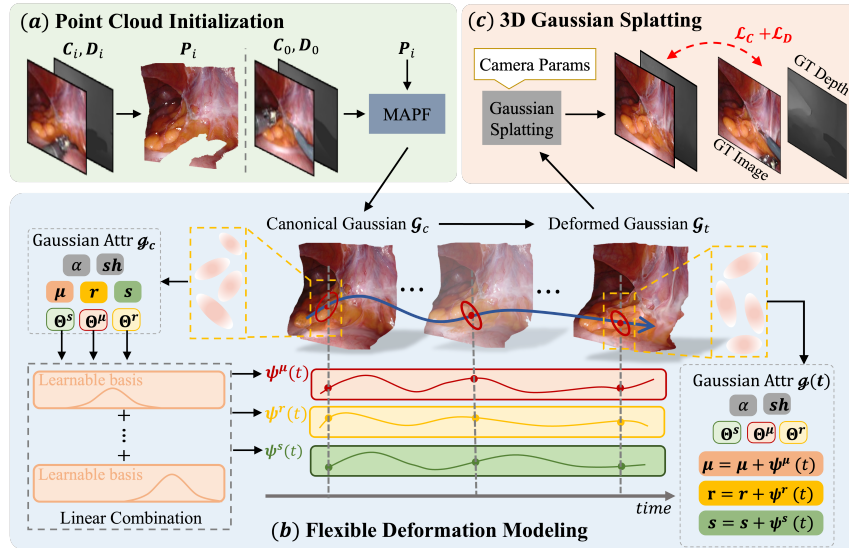 (a) Point Cloud Initialization
C_i, D_i
P_i
C_0, D_0
P_i
MAPF
(c) 3D Gaussian Splatting
Camera Params
Gaussian
Splatting
ℒ_C + ℒ_D
GT Image
GT Depth
Canonical Gaussian 𝓖_c
Deformed Gaussian 𝓖_t
Gaussian Attr 𝓰_c
α sh
μ r s
Θ^s Θ^μ Θ^r
Learnable basis
+
⋮
+
Learnable basis
Linear Combination
... ...
ψ^μ(t)
ψ^r(t)
ψ^s(t)
time
Gaussian Attr 𝓰(t)
α sh
Θ^s Θ^μ Θ^r
μ = μ + ψ^μ (t)
r = r + ψ^r (t)
s = s + ψ^s (t)
(b) Flexible Deformation Modeling